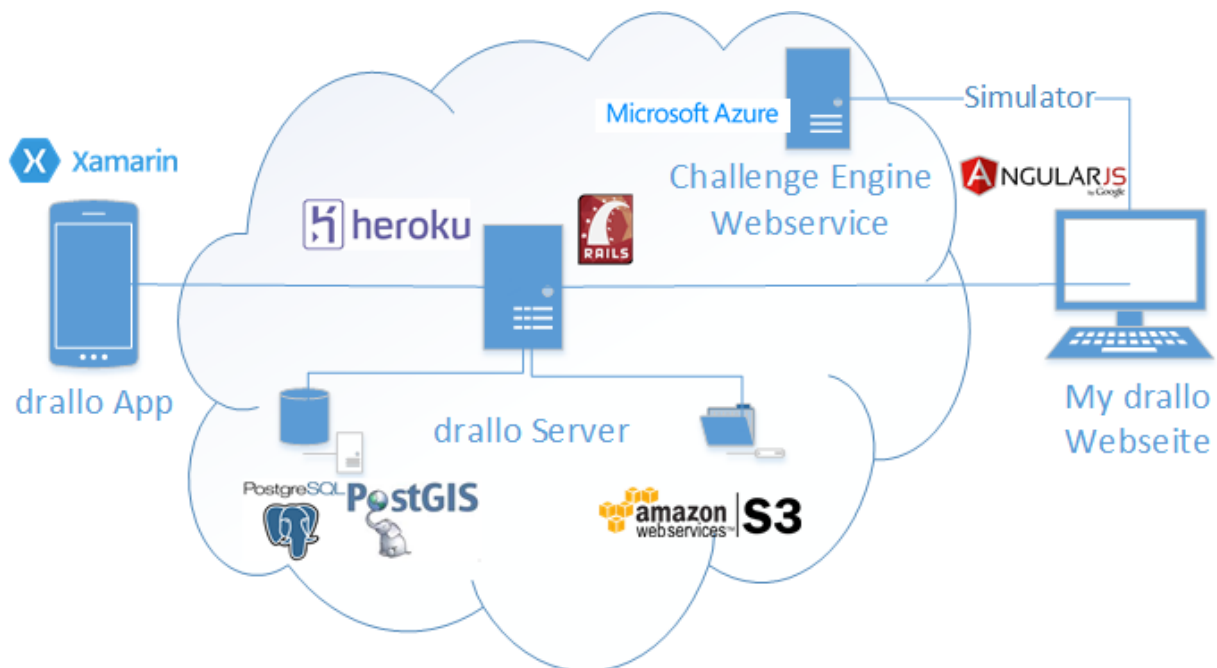 Microsoft Azure
Simulator
Xamarin
Challenge Engine
Webservice
ANGULARJS
by Google
heroku
RAILS
drallo App
drallo Server
My drallo
Webseite
PostgreSQL
PostGIS
amazon
webservices™
S3